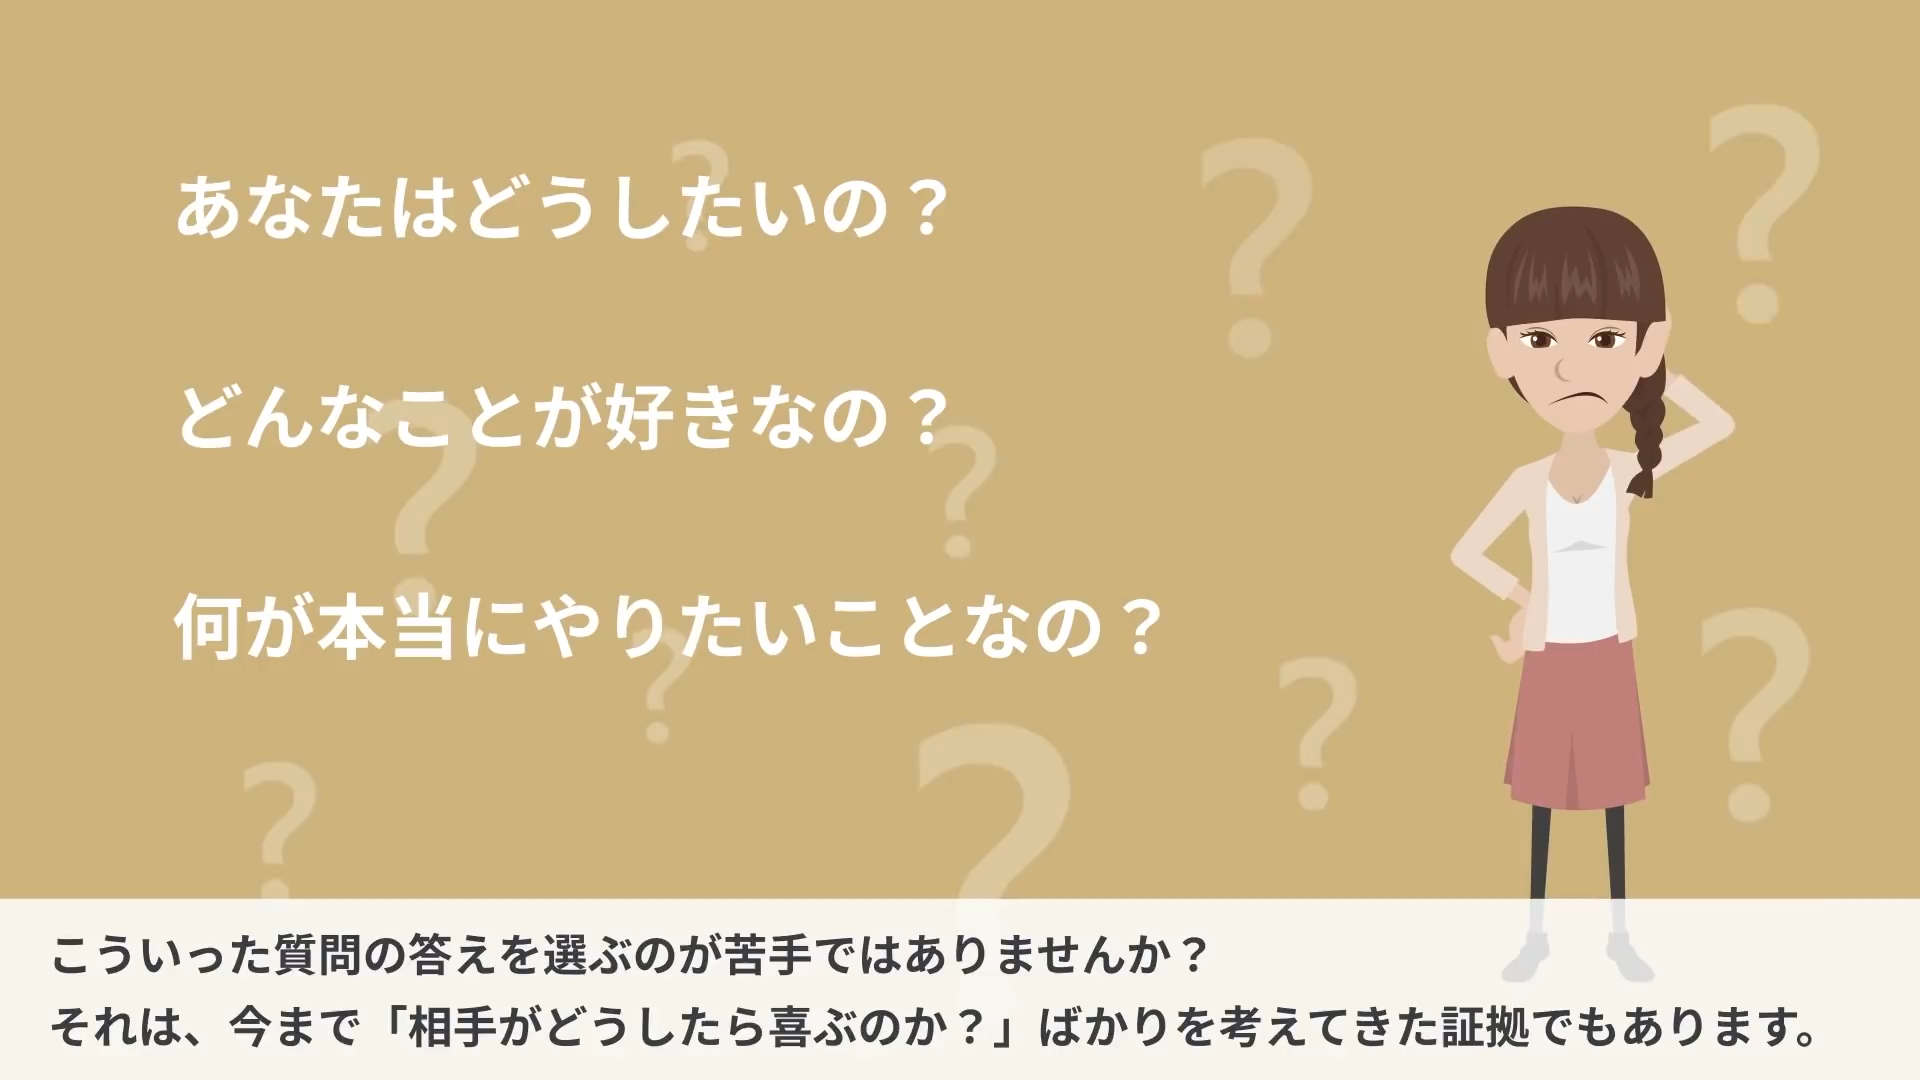 あなたはどうしたいの？
どんなことが好きなの？
何が本当にやりたいことなの？
こういった質問の答えを選ぶのが苦手ではありませんか？
それは、今まで「相手がどうしたら喜ぶのか？」ばかりを考えてきた証拠でもあります。